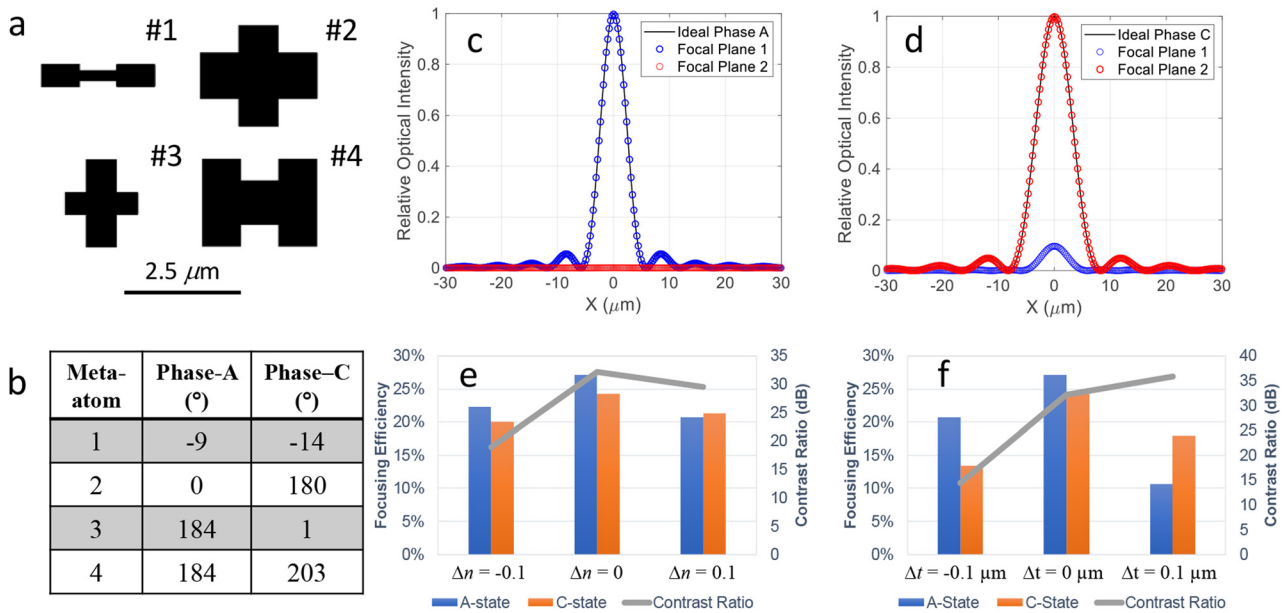 a
#1
#2
#3
#4
2.5 μm
b
Meta-atom Phase-A (°) Phase–C (°)
1 -9 -14
2 0 180
3 184 1
4 184 203
c
Relative Optical Intensity
1
0.8
0.6
0.4
0.2
0
-30 -20 -10 0 10 20 30
X (μm)
Ideal Phase A
Focal Plane 1
Focal Plane 2
d
Relative Optical Intensity
1
0.8
0.6
0.4
0.2
0
-30 -20 -10 0 10 20 30
X (μm)
Ideal Phase C
Focal Plane 1
Focal Plane 2
e
Focusing Efficiency
30%
25%
20%
15%
10%
5%
0%
Contrast Ratio (dB)
35
30
25
20
15
10
5
0
Δn = -0.1 Δn = 0 Δn = 0.1
A-state C-state Contrast Ratio
f
Focusing Efficiency
30%
25%
20%
15%
10%
5%
0%
Contrast Ratio (dB)
40
35
30
25
20
15
10
5
0
Δt = -0.1 μm Δt = 0 μm Δt = 0.1 μm
A-State C-State Contrast Ratio